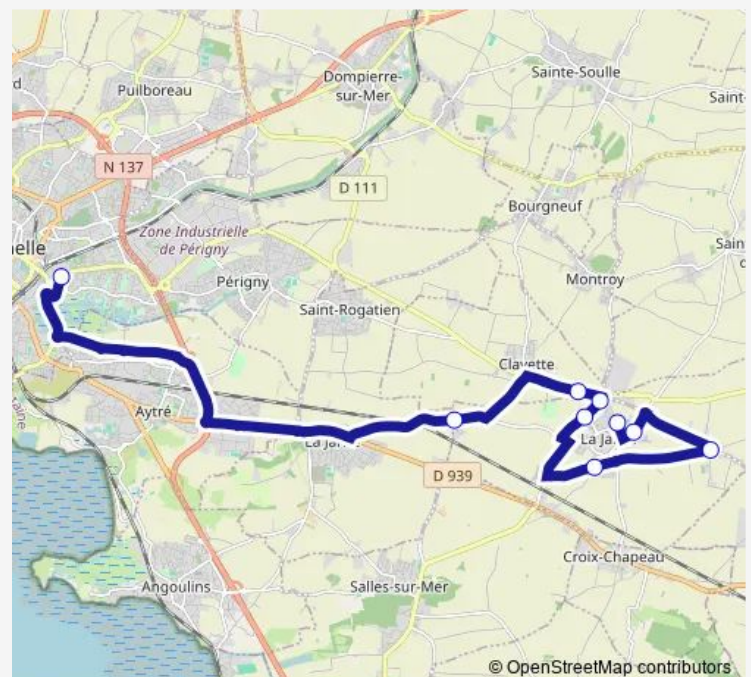 Puilboreau
Dompierre-
sur-Mer
Sainte-Soulle
Saint-
N 137
D 111
Bourgneuf
Zone Industrielle
de Périgny
elle
Périgny
Montroy
Saint-Rogatien
Clavette
Aytré
La Ja
D 939
Croix-Chapeau
Angoulins
Salles-sur-Mer
© OpenStreetMap contributors